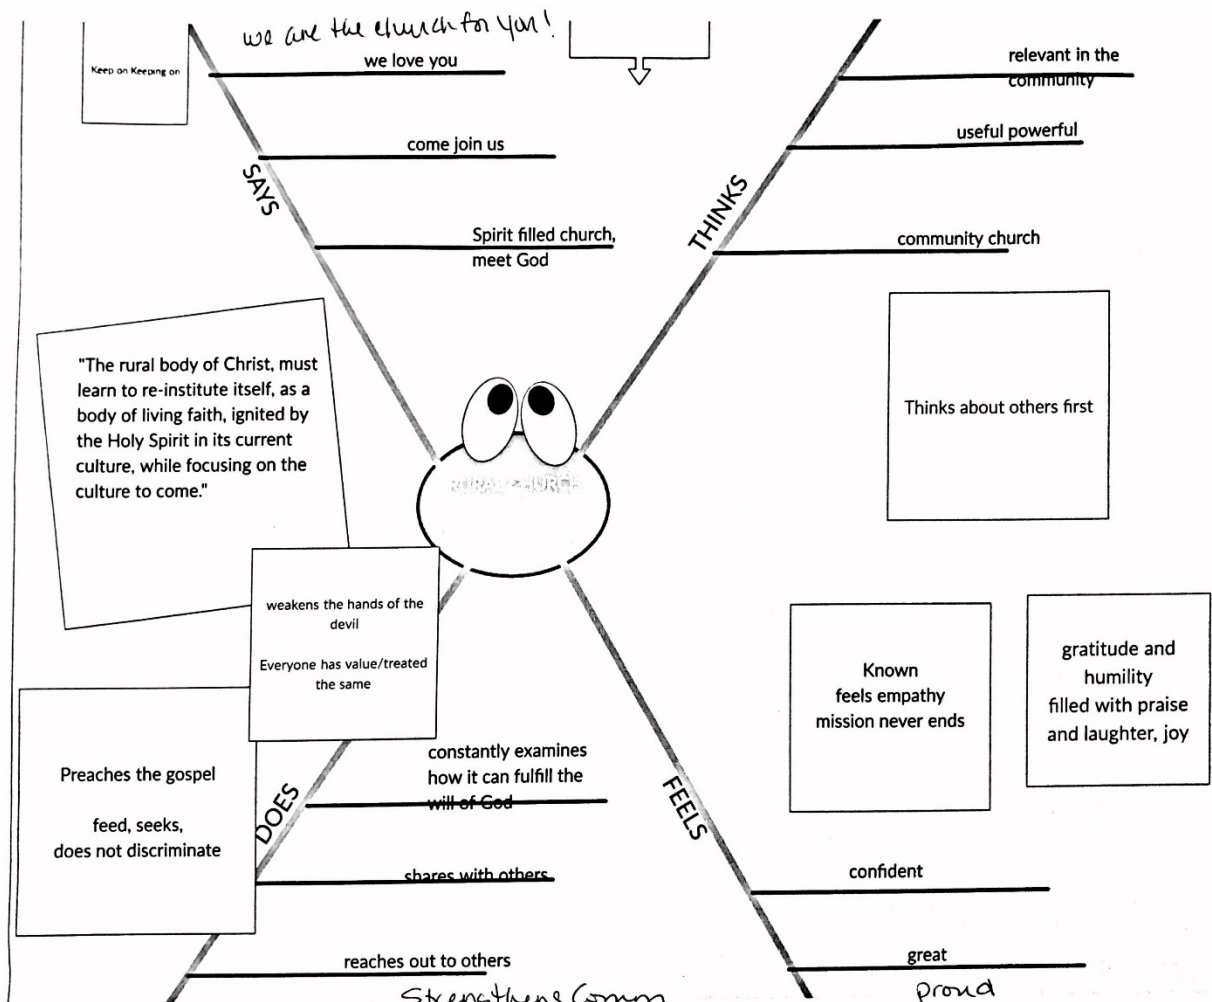 we are the church for you!
Keep on Keeping on
we love you
come join us
SAYS
Spirit filled church,
meet God
relevant in the
community
useful powerful
THINKS
community church
"The rural body of Christ, must
learn to re-institute itself, as a
body of living faith, ignited by
the Holy Spirit in its current
culture, while focusing on the
culture to come."
Thinks about others first
RURAL CHURCH
weakens the hands of the
devil
Everyone has value/treated
the same
Known
feels empathy
mission never ends
gratitude and
humility
filled with praise
and laughter, joy
Preaches the gospel
feed, seeks,
does not discriminate
DOES
constantly examines
how it can fulfill the
will of God
shares with others
reaches out to others
FEELS
confident
great
proud